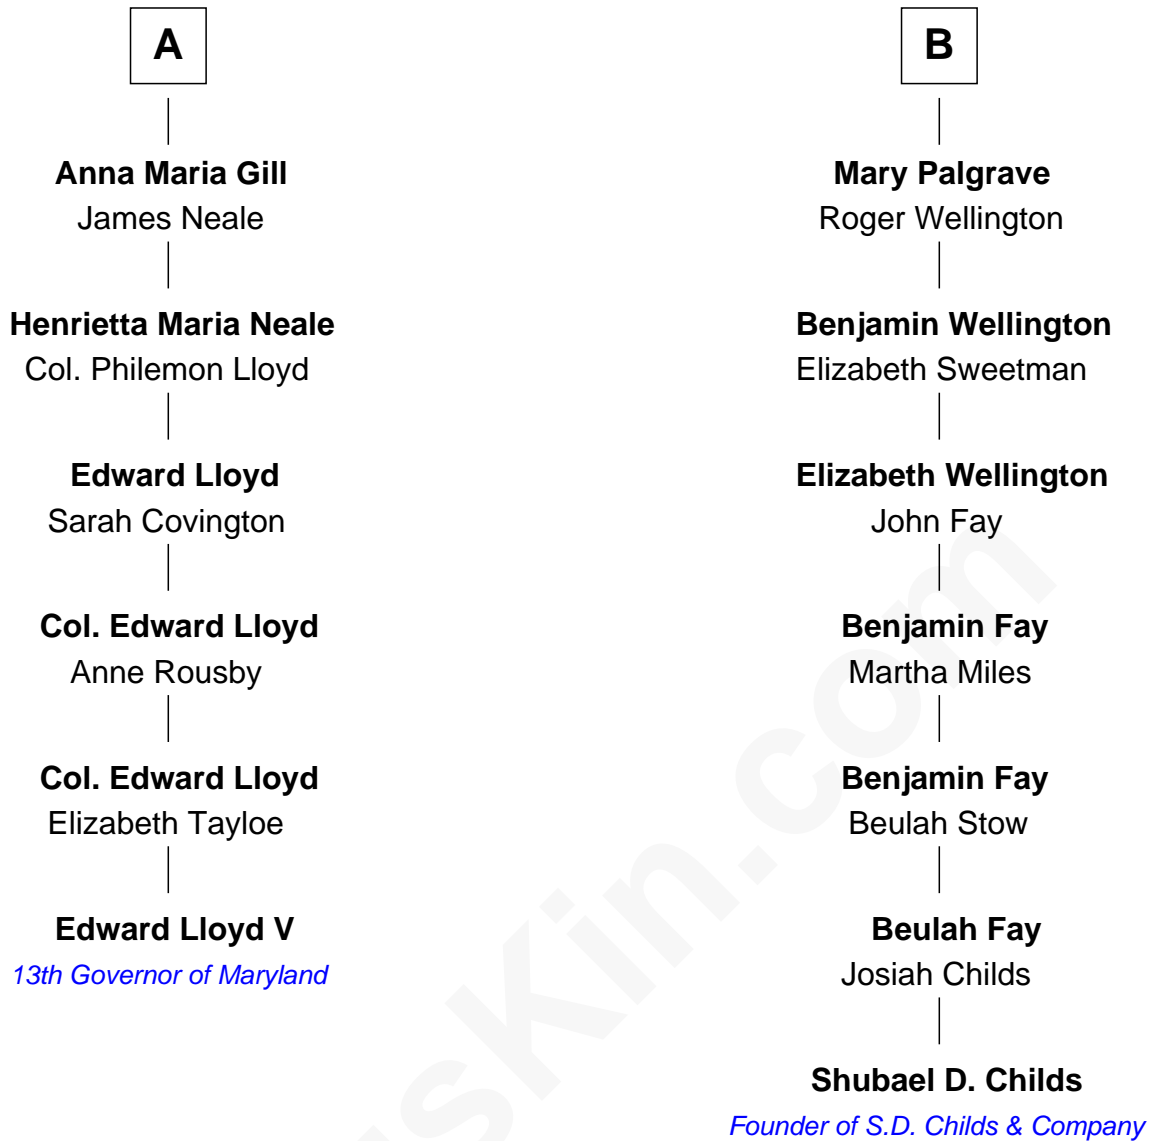 A
Anna Maria Gill
James Neale
Henrietta Maria Neale
Col. Philemon Lloyd
Edward Lloyd
Sarah Covington
Col. Edward Lloyd
Anne Rousby
Col. Edward Lloyd
Elizabeth Tayloe
Edward Lloyd V
13th Governor of Maryland
B
Mary Palgrave
Roger Wellington
Benjamin Wellington
Elizabeth Sweetman
Elizabeth Wellington
John Fay
Benjamin Fay
Martha Miles
Benjamin Fay
Beulah Stow
Beulah Fay
Josiah Childs
Shubael D. Childs
Founder of S.D. Childs & Company